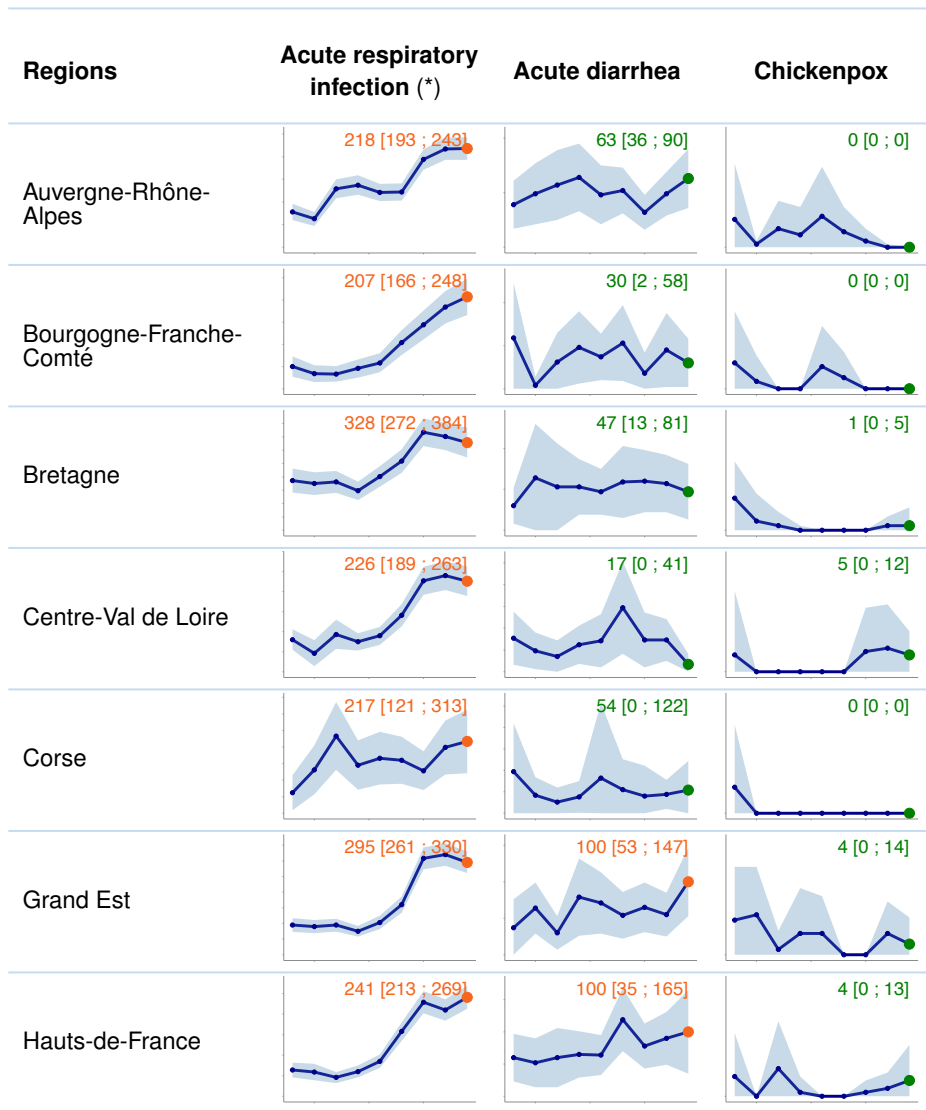 Regions
Acute respiratory
infection (*)
Acute diarrhea
Chickenpox
Auvergne-Rhône-
Alpes
218 [193 ; 243]
63 [36 ; 90]
0 [0 ; 0]
Bourgogne-Franche-
Comté
207 [166 ; 248]
30 [2 ; 58]
0 [0 ; 0]
Bretagne
328 [272 ; 384]
47 [13 ; 81]
1 [0 ; 5]
Centre-Val de Loire
226 [189 ; 263]
17 [0 ; 41]
5 [0 ; 12]
Corse
217 [121 ; 313]
54 [0 ; 122]
0 [0 ; 0]
Grand Est
295 [261 ; 330]
100 [53 ; 147]
4 [0 ; 14]
Hauts-de-France
241 [213 ; 269]
100 [35 ; 165]
4 [0 ; 13]